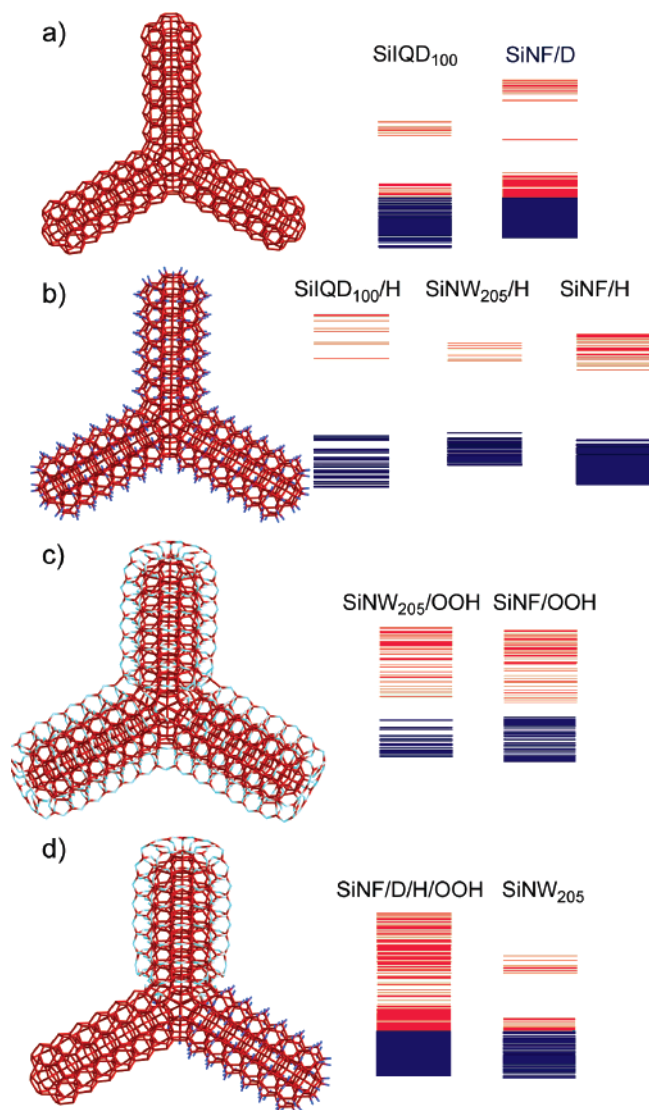 a)
SiIQD₁₀₀ SiNF/D
b)
SiIQD₁₀₀/H SiNW₂₀₅/H SiNF/H
c)
SiNW₂₀₅/OOH SiNF/OOH
d)
SiNF/D/H/OOH SiNW₂₀₅